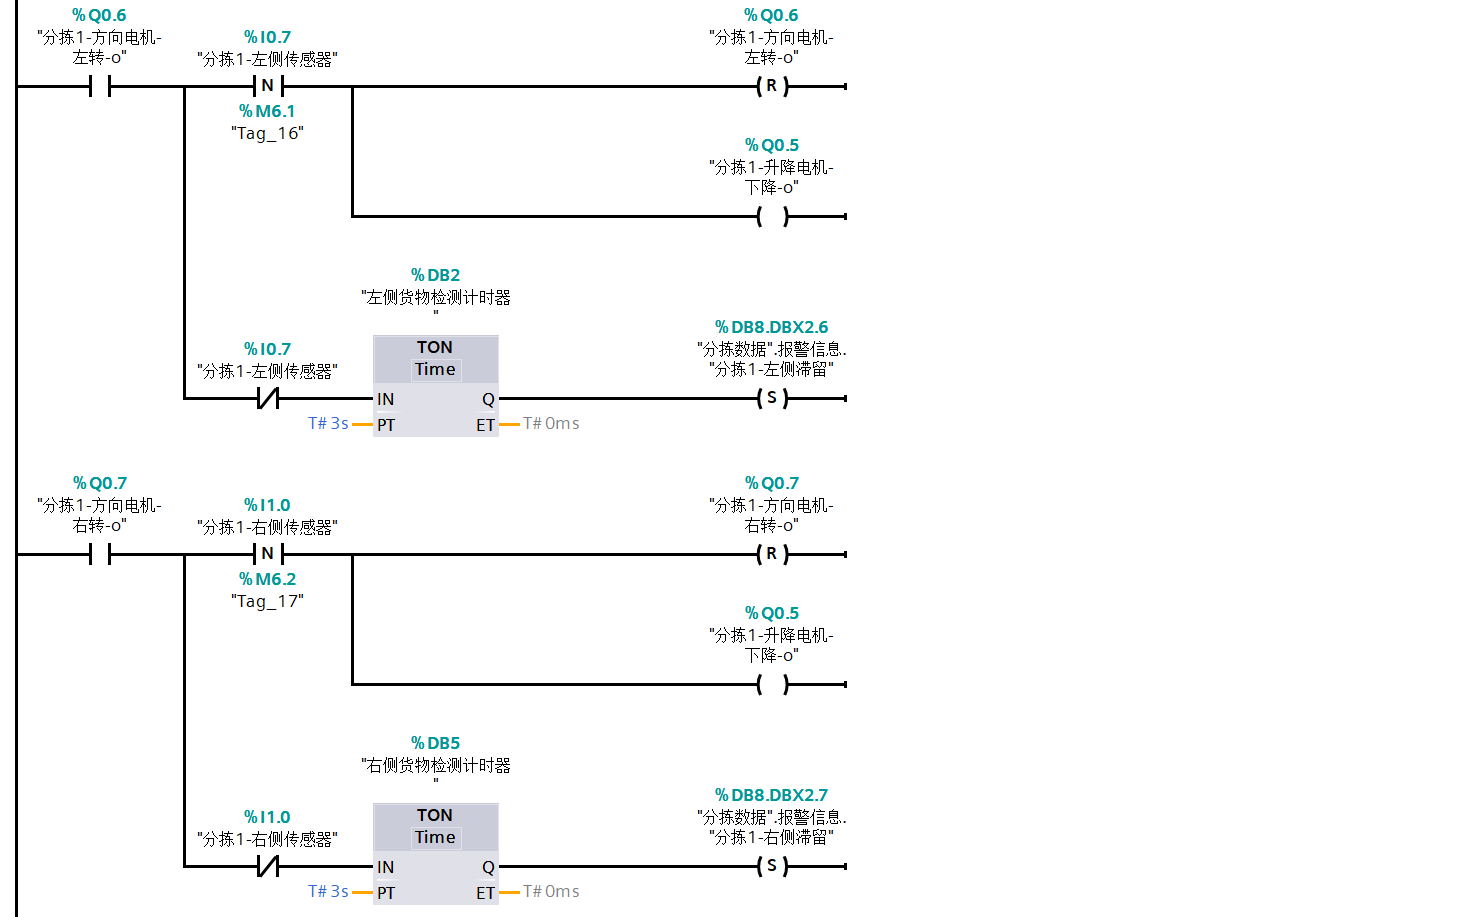 %Q0.6
"分拣1-方向电机-
左转-o"
%I0.7
"分拣1-左侧传感器"
N
%M6.1
"Tag_16"
%Q0.6
"分拣1-方向电机-
左转-o"
R
%Q0.5
"分拣1-升降电机-
下降-o"
%I0.7
"分拣1-左侧传感器"
%DB2
"左侧货物检测计时器
"
TON
Time
IN Q
T#3s PT ET T#0ms
%DB8.DBX2.6
"分拣数据".报警信息.
"分拣1-左侧滞留"
S
%Q0.7
"分拣1-方向电机-
右转-o"
%I1.0
"分拣1-右侧传感器"
N
%M6.2
"Tag_17"
%Q0.7
"分拣1-方向电机-
右转-o"
R
%Q0.5
"分拣1-升降电机-
下降-o"
%I1.0
"分拣1-右侧传感器"
%DB5
"右侧货物检测计时器
"
TON
Time
IN Q
T#3s PT ET T#0ms
%DB8.DBX2.7
"分拣数据".报警信息.
"分拣1-右侧滞留"
S